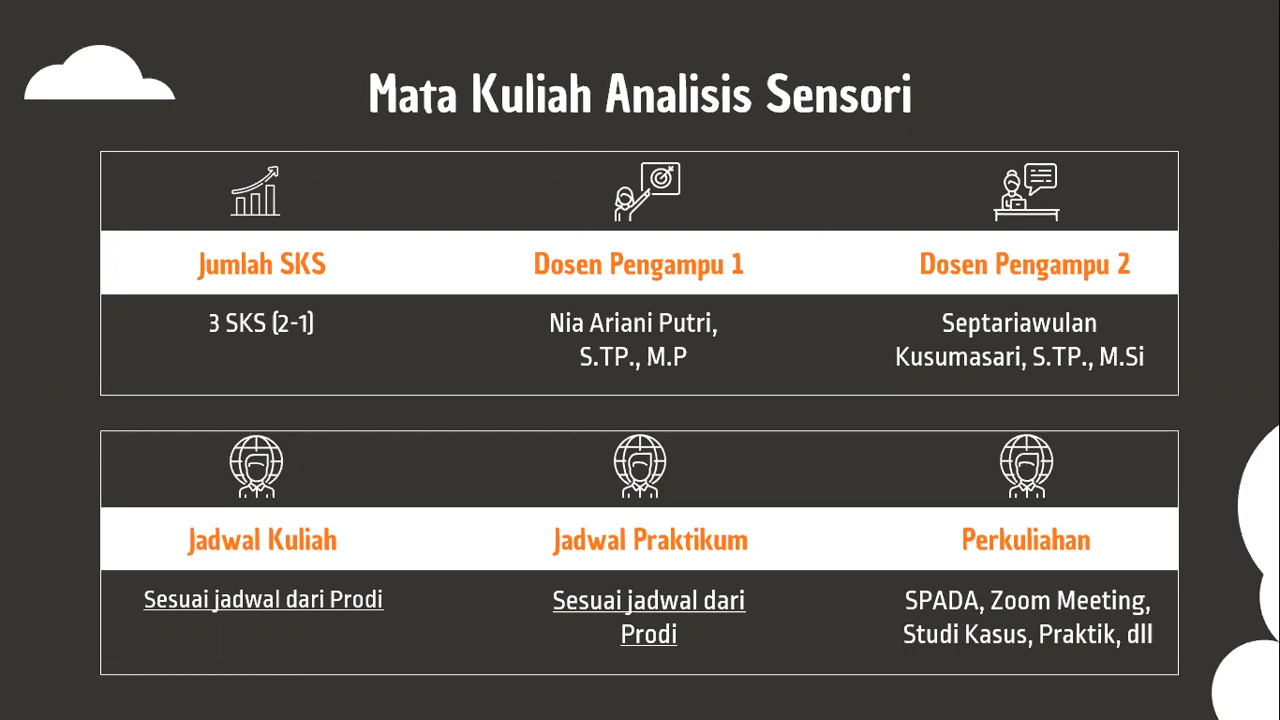 Mata Kuliah Analisis Sensori
Jumlah SKS
Dosen Pengampu 1
Dosen Pengampu 2
3 SKS (2-1)
Nia Ariani Putri,
S.TP., M.P
Septariawulan
Kusumasari, S.TP., M.Si
Jadwal Kuliah
Jadwal Praktikum
Perkuliahan
Sesuai jadwal dari Prodi
Sesuai jadwal dari
Prodi
SPADA, Zoom Meeting,
Studi Kasus, Praktik, dll